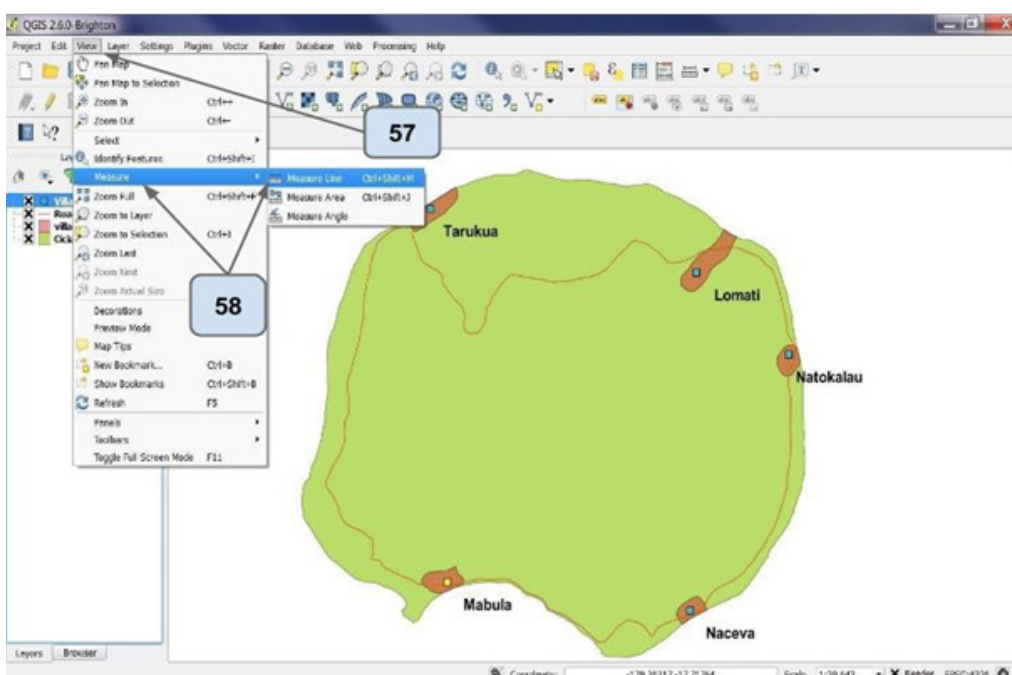 QGIS 2.6.0-Brighton
Project Edit View Layer Settings Plugins Vector Raster Database Web Processing Help
Pan Map
Pan Map to Selection
Zoom In Ctrl++
Zoom Out Ctrl+-
57
Select
Identify Features Ctrl+Shift+I
Measure
Measure Line Ctrl+Shift+M
Zoom Full Ctrl+Shift+F
Measure Area Ctrl+Shift+J
Zoom to Layer
Measure Angle
Zoom to Selection Ctrl+J
Tarukua
Zoom Last
Zoom Next
Zoom Actual Size
58
Lomati
Decorations
Preview Mode
Map Tips
New Bookmark... Ctrl+B
Natokalau
Show Bookmarks Ctrl+Shift+B
Refresh F5
Panels
Toolbars
Toggle Full Screen Mode F11
Mabula
Naceva
Layers Browser
Coordinate: Scale Render EPSG:4326